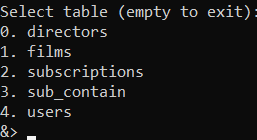 Select table (empty to exit):
0. directors
1. films
2. subscriptions
3. sub_contain
4. users
&>